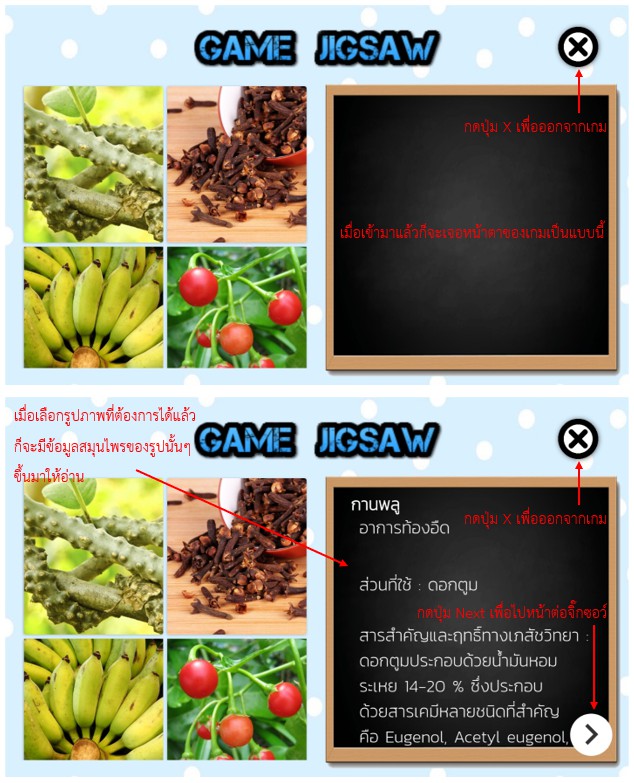 GAME JIGSAW
กดปุ่ม X เพื่อออกจากเกม
เมื่อเข้ามาแล้วก็จะเจอหน้าตาของเกมเป็นแบบนี้
เมื่อเลือกรูปภาพที่ต้องการได้แล้ว
ก็จะมีข้อมูลสมุนไพรของรูปนั้นๆ
ขึ้นมาให้อ่าน
GAME JIGSAW
กานพลู
อาการท้องอืด
กดปุ่ม X เพื่อออกจากเกม
ส่วนที่ใช้ : ดอกตูม
กดปุ่ม Next เพื่อไปหน้าต่อจิ๊กซอว์
สารสำคัญและฤทธิ์ทางเภสัชวิทยา :
ดอกตูมประกอบด้วยน้ำมันหอม
ระเหย 14-20 % ซึ่งประกอบ
ด้วยสารเคมีหลายชนิดที่สำคัญ
คือ Eugenol, Acetyl eugenol,